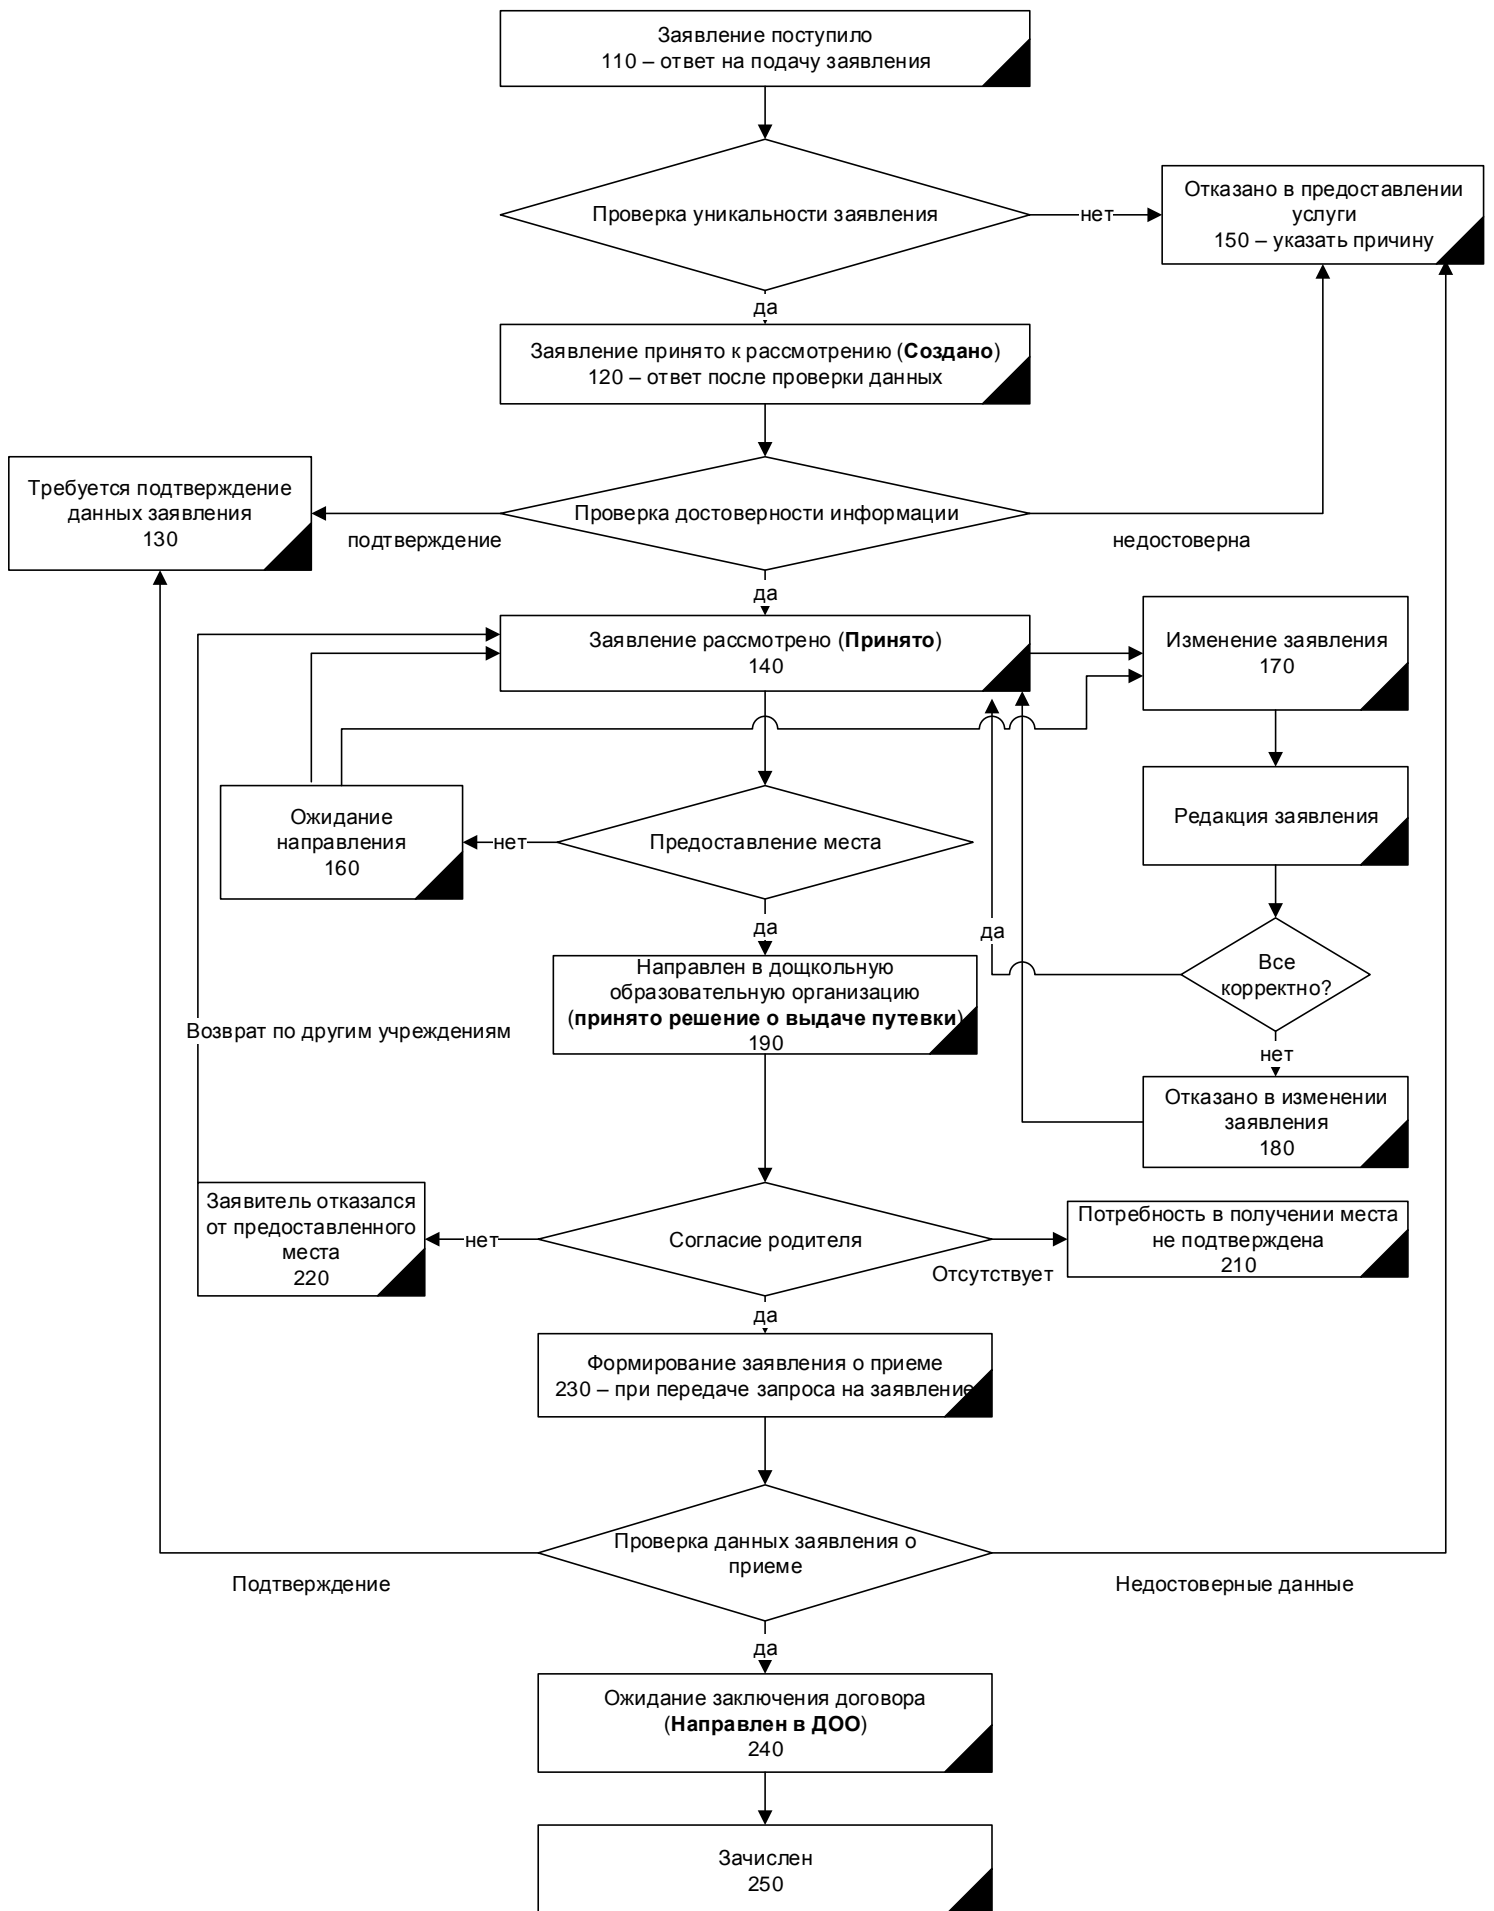 Заявление поступило
110 – ответ на подачу заявления
Проверка уникальности заявления
нет
Отказано в предоставлении
услуги
150 – указать причину
да
Заявление принято к рассмотрению (Создано)
120 – ответ после проверки данных
Требуется подтверждение
данных заявления
130
Проверка достоверности информации
подтверждение
недостоверна
да
Заявление рассмотрено (Принято)
140
Изменение заявления
170
Ожидание
направления
160
нет
Предоставление места
Редакция заявления
да
да
Все
корректно?
Направлен в дощкольную
образовательную организацию
(принято решение о выдаче путевки)
190
Возврат по другим учреждениям
нет
Отказано в изменении
заявления
180
Заявитель отказался
от предоставленного
места
220
нет
Согласие родителя
Отсутствует
Потребность в получении места
не подтверждена
210
да
Формирование заявления о приеме
230 – при передаче запроса на заявление
Проверка данных заявления о
приеме
Подтверждение
Недостоверные данные
да
Ожидание заключения договора
(Направлен в ДОО)
240
Зачислен
250